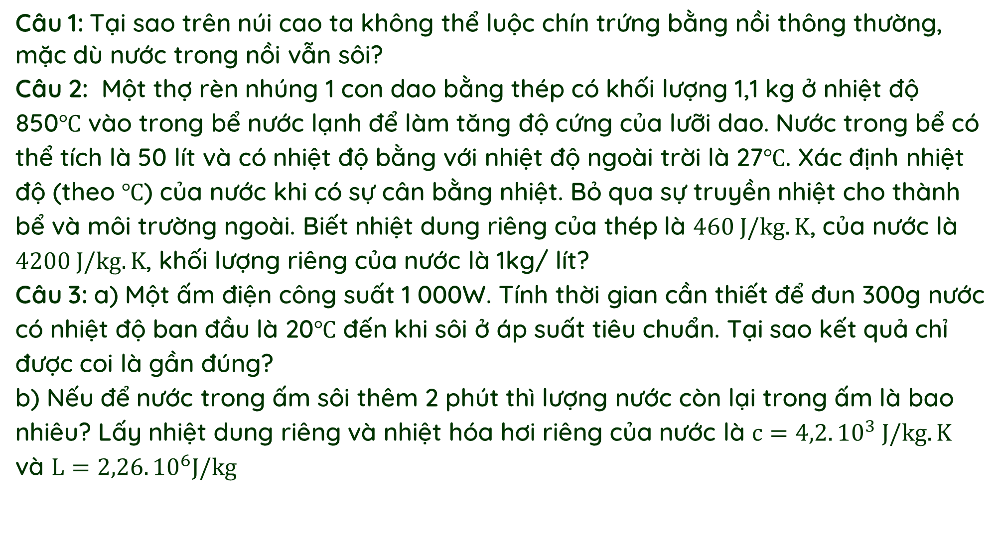 Câu 1: Tại sao trên núi cao ta không thể luộc chín trứng bằng nồi thông thường,
mặc dù nước trong nồi vẫn sôi?
Câu 2: Một thợ rèn nhúng 1 con dao bằng thép có khối lượng 1,1 kg ở nhiệt độ
850°C vào trong bể nước lạnh để làm tăng độ cứng của lưỡi dao. Nước trong bể có
thể tích là 50 lít và có nhiệt độ bằng với nhiệt độ ngoài trời là 27°C. Xác định nhiệt
độ (theo °C) của nước khi có sự cân bằng nhiệt. Bỏ qua sự truyền nhiệt cho thành
bể và môi trường ngoài. Biết nhiệt dung riêng của thép là 460 J/kg. K, của nước là
4200 J/kg. K, khối lượng riêng của nước là 1kg/ lít?
Câu 3: a) Một ấm điện công suất 1 000W. Tính thời gian cần thiết để đun 300g nước
có nhiệt độ ban đầu là 20°C đến khi sôi ở áp suất tiêu chuẩn. Tại sao kết quả chỉ
được coi là gần đúng?
b) Nếu để nước trong ấm sôi thêm 2 phút thì lượng nước còn lại trong ấm là bao
nhiêu? Lấy nhiệt dung riêng và nhiệt hóa hơi riêng của nước là c = 4,2. 10³ J/kg. K
và L = 2,26. 10⁶J/kg